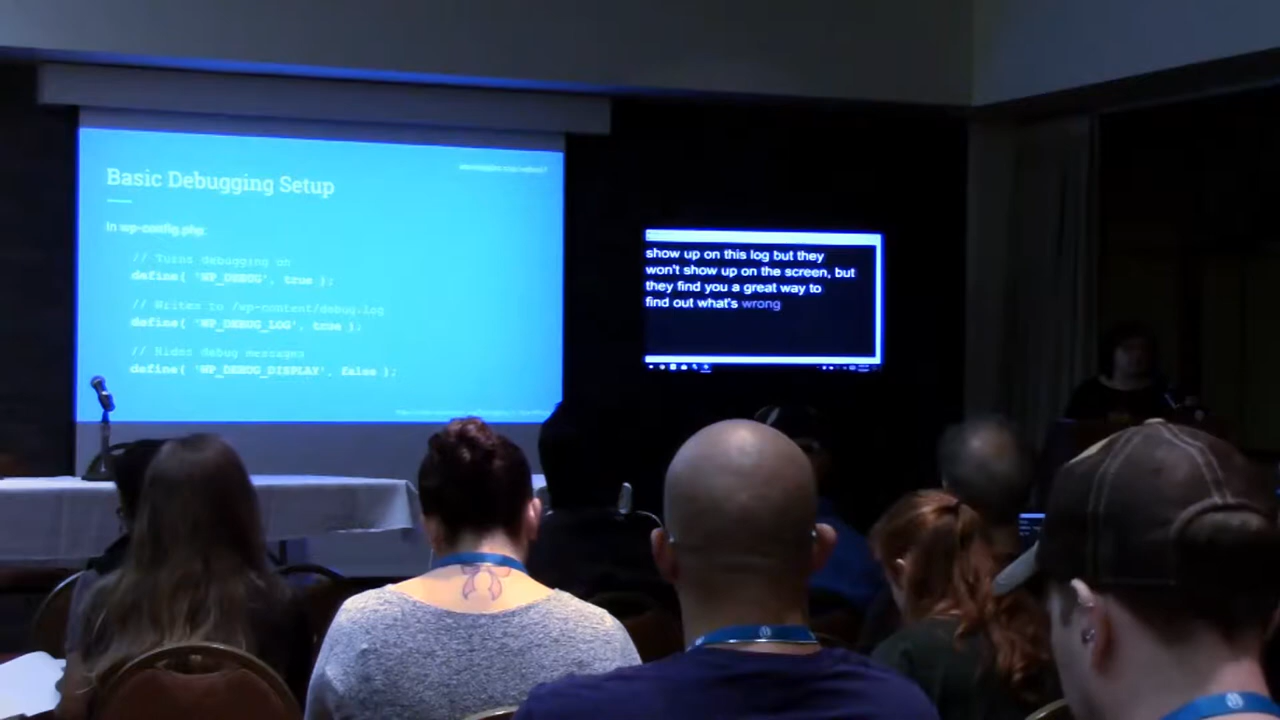 Basic Debugging Setup
In wp-config.php:
// Turns debugging on
define( 'WP_DEBUG', true );
// Writes to /wp-content/debug.log
define( 'WP_DEBUG_LOG', true );
// Hides debug messages
define( 'WP_DEBUG_DISPLAY', false );
show up on this log but they
won't show up on the screen, but
they find you a great way to
find out what's wrong